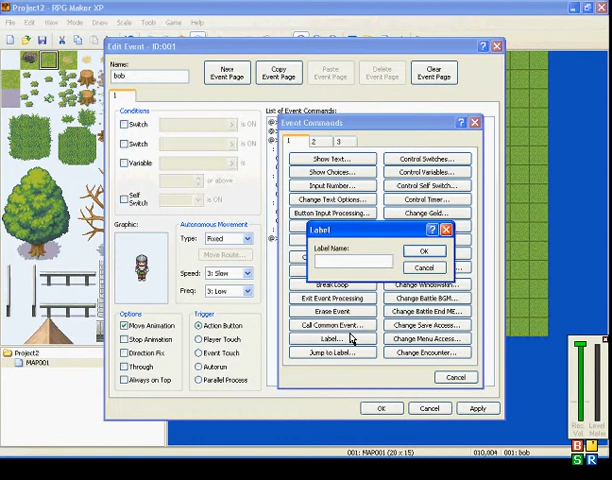 Project2 - RPG Maker XP
File Edit View Mode Draw Layer Scale Tools Game Help
Edit Event - ID:001
Name:
bob
New Event Page
Copy Event Page
Paste Event Page
Delete Event Page
Clear Event Page
1
Conditions
Switch is ON
Switch is ON
Variable is
or above
Self Switch is ON
Graphic:
Autonomous Movement
Type: Fixed
Move Route...
Speed: 3: Slow
Freq: 3: Low
Options
Move Animation
Stop Animation
Direction Fix
Through
Always on Top
Trigger
Action Button
Player Touch
Event Touch
Autorun
Parallel Process
List of Event Commands:
Event Commands
1 2 3
Show Text... Control Switches...
Show Choices... Control Variables...
Input Number... Control Self Switch...
Change Text Options... Control Timer...
Button Input Processing... Change Gold...
Label
Label Name:
OK
Cancel
Break Loop Change Windowskin...
Exit Event Processing Change Battle BGM...
Erase Event Change Battle End ME...
Call Common Event... Change Save Access...
Label... Change Menu Access...
Jump to Label... Change Encounter...
Cancel
OK Cancel Apply
Project2
MAP001
Rec. Vol
Level Meter
B
S R
001: MAP001 (20 x 15) 010,004 001: bob